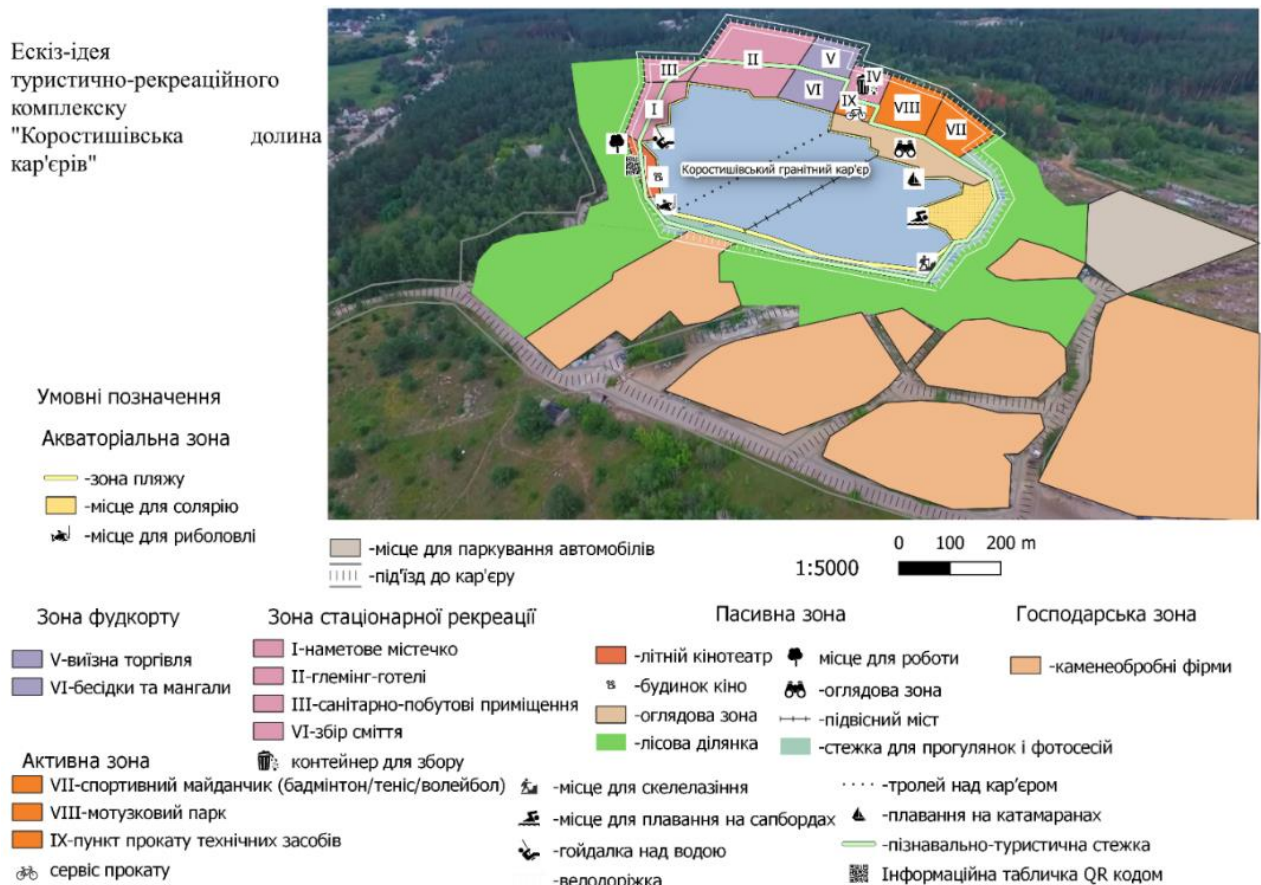 Ескіз-ідея
туристично-рекреаційного
комплекску
"Коростишівська долина
кар'єрів"
III
II
V
IV
I
VI
IX
VIII
VII
Коростишівський гранітний кар'єр
Умовні позначення
Акваторіальна зона
-зона пляжу
-місце для солярію
-місце для риболовлі
-місце для паркування автомобілів
-під'їзд до кар'єру
1:5000
0 100 200 m
Зона фудкорту
V-виїзна торгівля
VI-бесідки та мангали
Зона стаціонарної рекреації
I-наметове містечко
II-глемінг-готелі
III-санітарно-побутові приміщення
VI-збір сміття
контейнер для збору
Пасивна зона
-літній кінотеатр
-будинок кіно
-оглядова зона
-лісова ділянка
місце для роботи
-оглядова зона
-підвісний міст
-стежка для прогулянок і фотосесій
Господарська зона
-каменеобробні фірми
Активна зона
VII-спортивний майданчик (бадмінтон/теніс/волейбол)
VIII-мотузковий парк
IX-пункт прокату технічних засобів
сервіс прокату
-місце для скелелазіння
-місце для плавання на сапбордах
-гойдалка над водою
-велодоріжка
-тролей над кар'єром
-плавання на катамаранах
-пізнавально-туристична стежка
Інформаційна табличка QR кодом